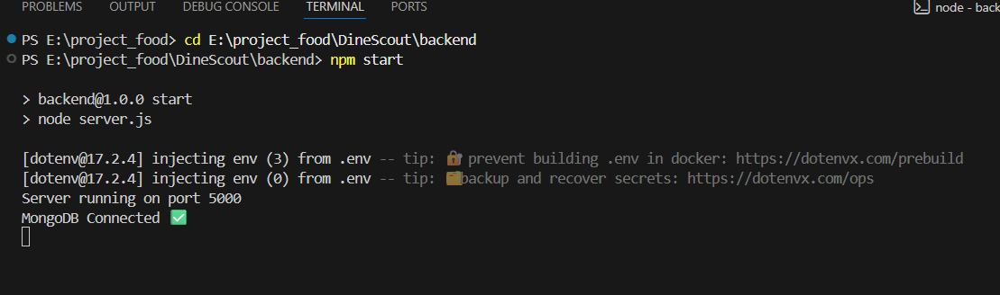 PROBLEMS OUTPUT DEBUG CONSOLE TERMINAL PORTS node - back
PS E:\project_food> cd E:\project_food\DineScout\backend
PS E:\project_food\DineScout\backend> npm start
> backend@1.0.0 start
> node server.js
[dotenv@17.2.4] injecting env (3) from .env -- tip: 🔐 prevent building .env in docker: https://dotenvx.com/prebuild
[dotenv@17.2.4] injecting env (0) from .env -- tip: 🗂️ backup and recover secrets: https://dotenvx.com/ops
Server running on port 5000
MongoDB Connected ✅